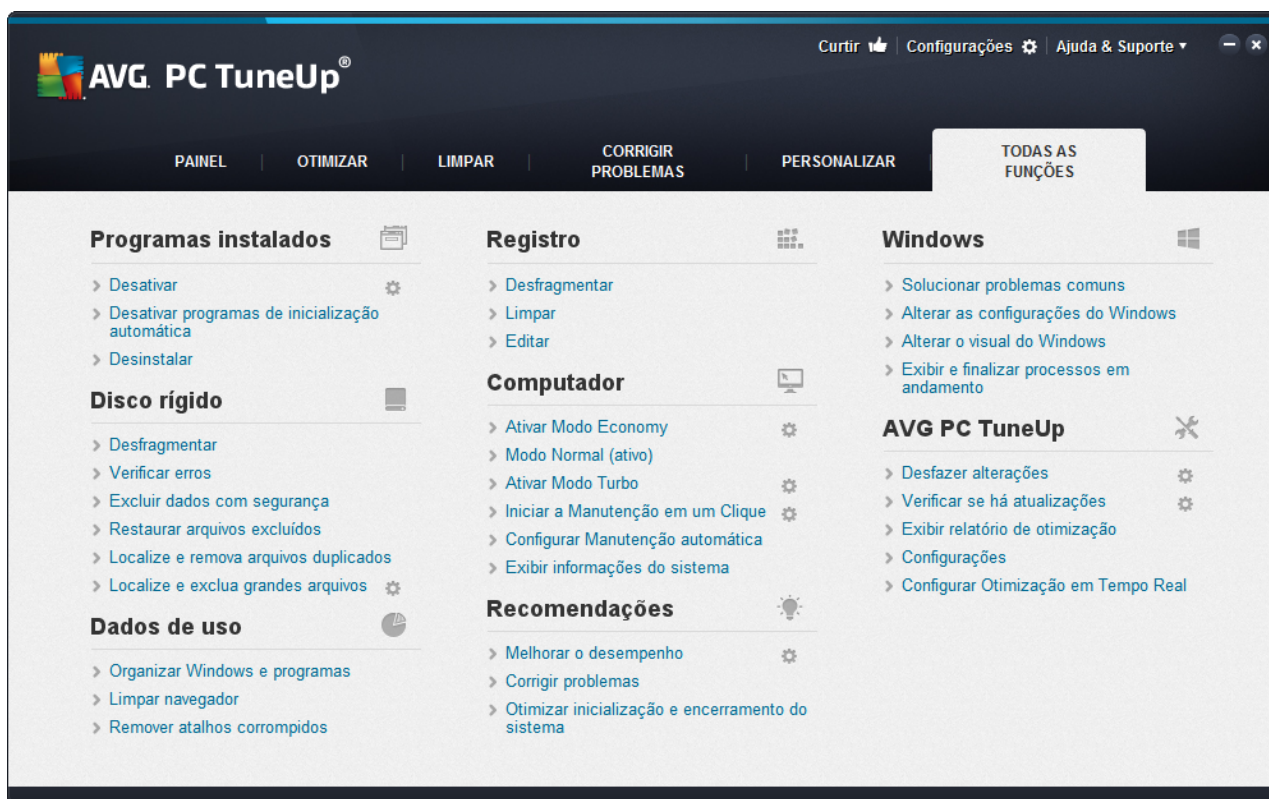 Curtir
Configurações
Ajuda & Suporte
AVG PC TuneUp®
PAINEL
OTIMIZAR
LIMPAR
CORRIGIR
PROBLEMAS
PERSONALIZAR
TODAS AS
FUNÇÕES
Programas instalados
Desativar
Desativar programas de inicialização
automática
Desinstalar
Disco rígido
Desfragmentar
Verificar erros
Excluir dados com segurança
Restaurar arquivos excluídos
Localize e remova arquivos duplicados
Localize e exclua grandes arquivos
Dados de uso
Organizar Windows e programas
Limpar navegador
Remover atalhos corrompidos
Registro
Desfragmentar
Limpar
Editar
Computador
Ativar Modo Economy
Modo Normal (ativo)
Ativar Modo Turbo
Iniciar a Manutenção em um Clique
Configurar Manutenção automática
Exibir informações do sistema
Recomendações
Melhorar o desempenho
Corrigir problemas
Otimizar inicialização e encerramento do
sistema
Windows
Solucionar problemas comuns
Alterar as configurações do Windows
Alterar o visual do Windows
Exibir e finalizar processos em
andamento
AVG PC TuneUp
Desfazer alterações
Verificar se há atualizações
Exibir relatório de otimização
Configurações
Configurar Otimização em Tempo Real